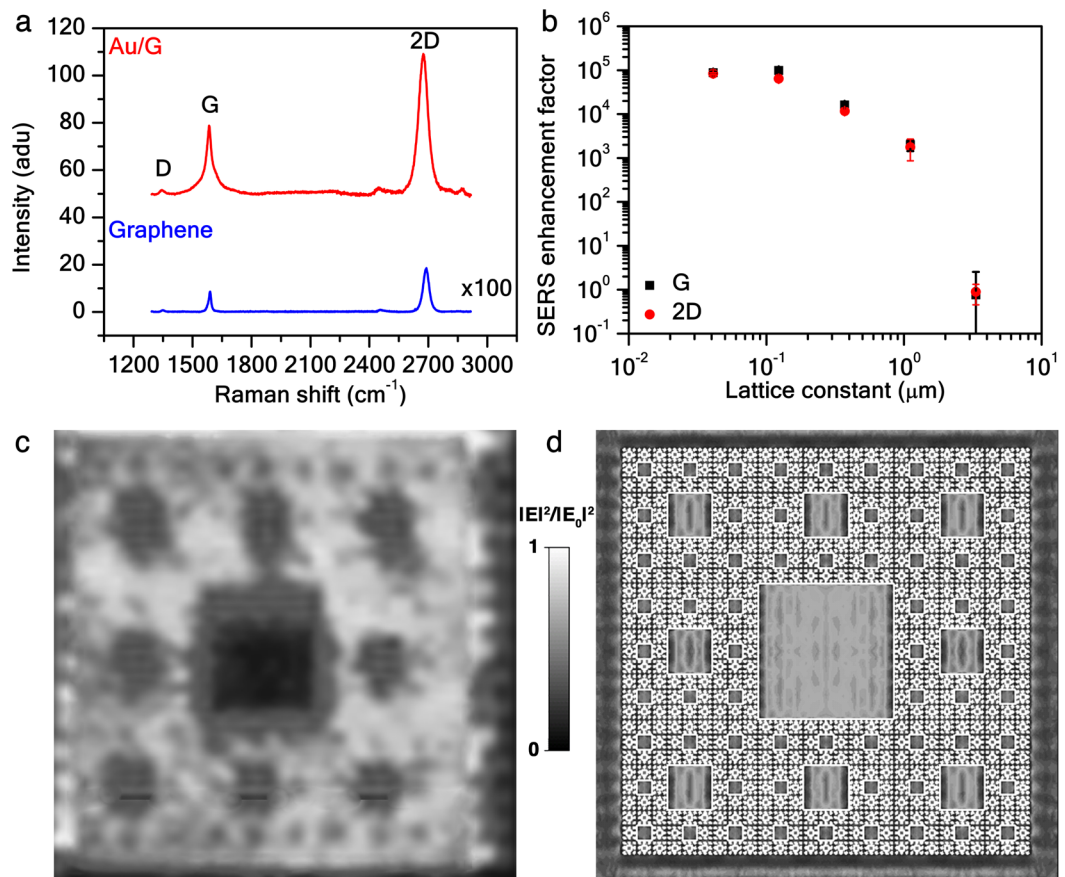 a
Au/G
D
G
2D
Graphene
x100
120
100
80
60
40
20
0
Intensity (adu)
1200 1500 1800 2100 2400 2700 3000
Raman shift (cm⁻¹)
b
10⁶
10⁵
10⁴
10³
10²
10¹
10⁰
10⁻¹
SERS enhancement factor
G
2D
10⁻² 10⁻¹ 10⁰ 10¹
Lattice constant (μm)
c
|E|²/|E₀|²
1
0
d